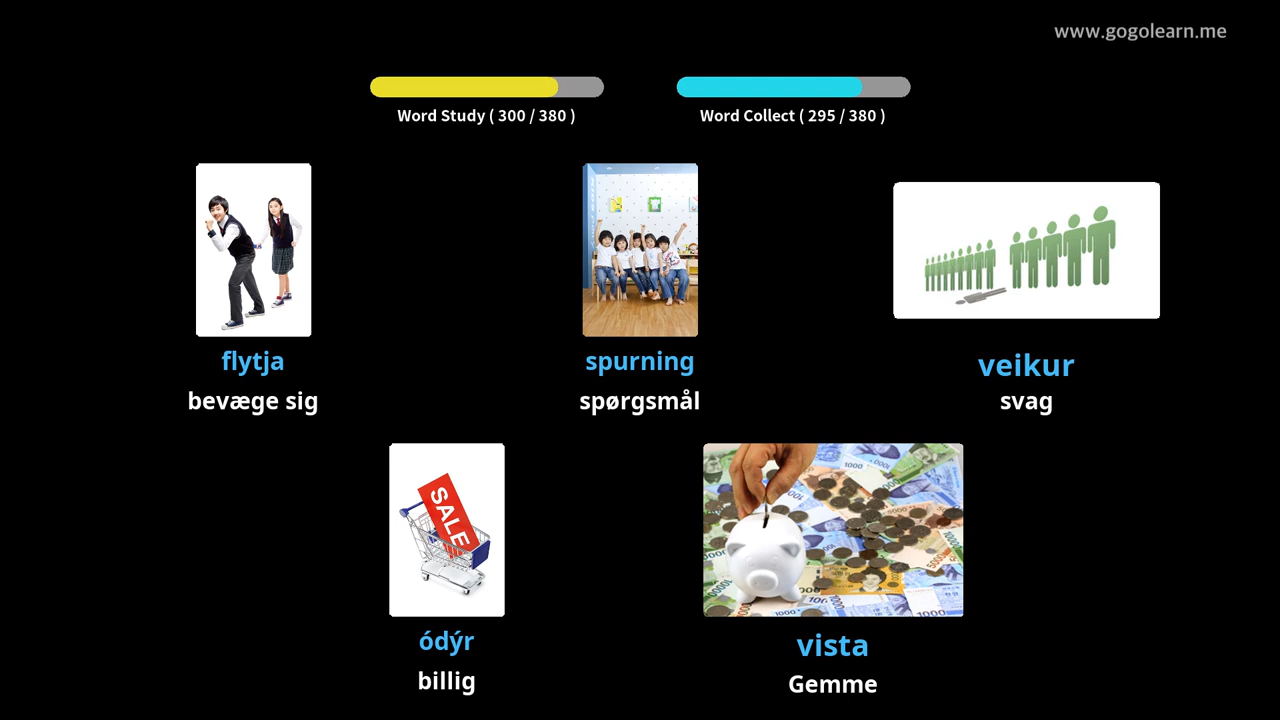 www.gogolearn.me
Word Study ( 300 / 380 )
Word Collect ( 295 / 380 )
flytja
bevæge sig
spurning
spørgsmål
veikur
svag
SALE
ódýr
billig
1000
vista
Gemme